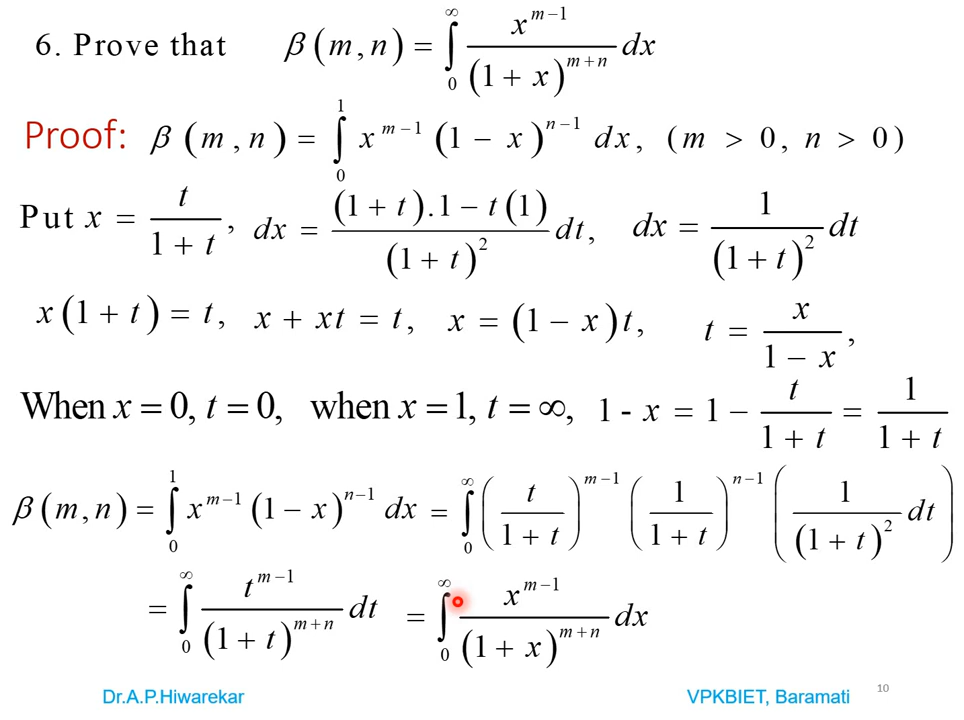 6. Prove that β(m,n) = ∫₀^∞ x^(m−1) / (1 + x)^(m+n) dx
Proof: β(m,n) = ∫₀¹ x^(m−1) (1 − x)^(n−1) dx, (m > 0, n > 0)
Put x = t / (1 + t), dx = ((1 + t).1 − t(1)) / (1 + t)² dt, dx = 1 / (1 + t)² dt
x(1 + t) = t, x + xt = t, x = (1 − x)t, t = x / (1 − x),
When x = 0, t = 0, when x = 1, t = ∞, 1 - x = 1 − t / (1 + t) = 1 / (1 + t)
β(m,n) = ∫₀¹ x^(m−1) (1 − x)^(n−1) dx = ∫₀^∞ (t / (1 + t))^(m−1) (1 / (1 + t))^(n−1) (1 / (1 + t)² dt)
= ∫₀^∞ t^(m−1) / (1 + t)^(m+n) dt = ∫₀^∞ x^(m−1) / (1 + x)^(m+n) dx
Dr.A.P.Hiwarekar VPKBIET, Baramati 10